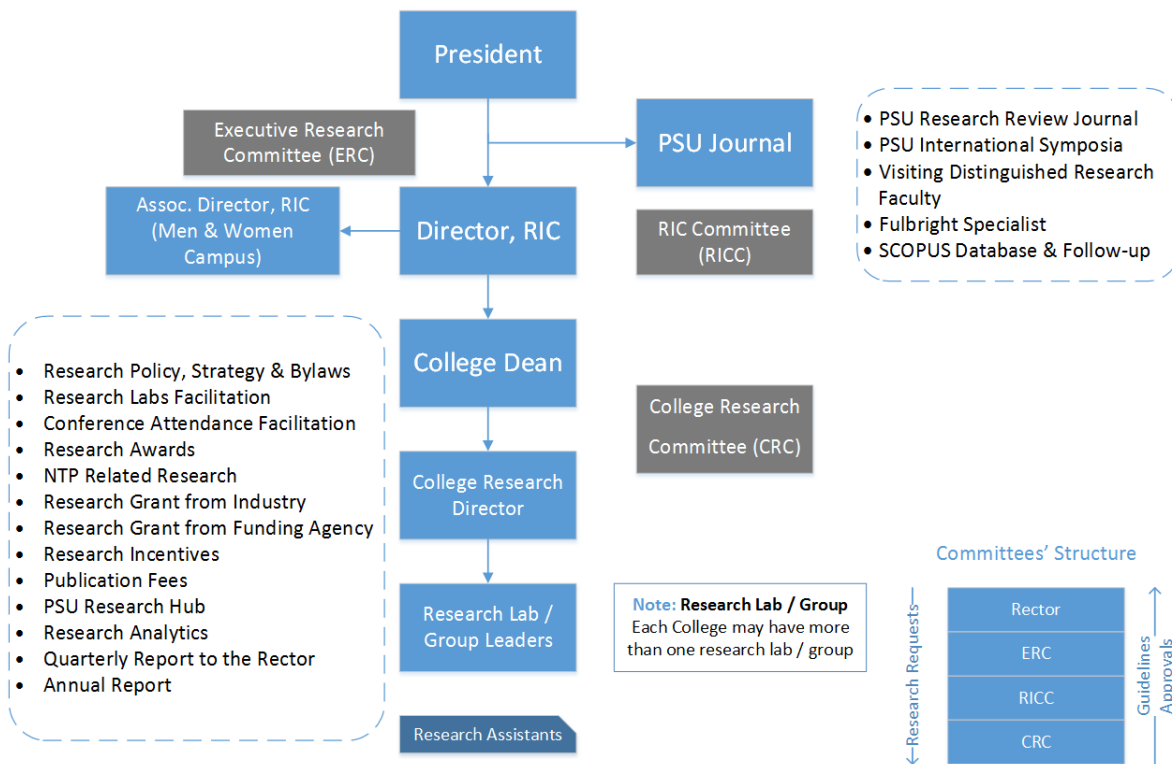 President
Executive Research
Committee (ERC)
PSU Journal
• PSU Research Review Journal
• PSU International Symposia
• Visiting Distinguished Research
Faculty
• Fulbright Specialist
• SCOPUS Database & Follow-up
Assoc. Director, RIC
(Men & Women
Campus)
Director, RIC
RIC Committee
(RICC)
College Dean
• Research Policy, Strategy & Bylaws
• Research Labs Facilitation
• Conference Attendance Facilitation
• Research Awards
• NTP Related Research
• Research Grant from Industry
• Research Grant from Funding Agency
• Research Incentives
• Publication Fees
• PSU Research Hub
• Research Analytics
• Quarterly Report to the Rector
• Annual Report
College Research
Committee (CRC)
College Research
Director
Research Lab /
Group Leaders
Note: Research Lab / Group
Each College may have more
than one research lab / group
Research Assistants
Committees' Structure
Research Requests
Rector
ERC
RICC
CRC
Guidelines
Approvals